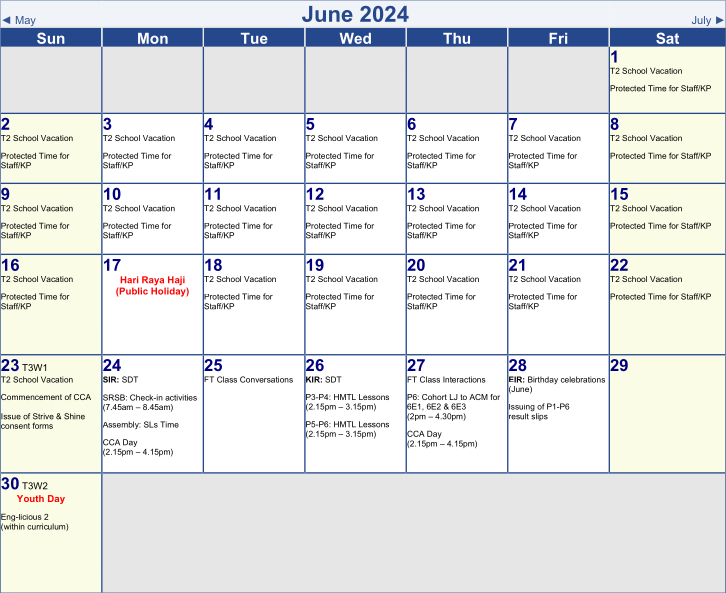 ◄ May
June 2024
July ►
Sun Mon Tue Wed Thu Fri Sat
1
T2 School Vacation
Protected Time for Staff/KP
2
T2 School Vacation
Protected Time for
Staff/KP
3
T2 School Vacation
Protected Time for
Staff/KP
4
T2 School Vacation
Protected Time for
Staff/KP
5
T2 School Vacation
Protected Time for
Staff/KP
6
T2 School Vacation
Protected Time for
Staff/KP
7
T2 School Vacation
Protected Time for
Staff/KP
8
T2 School Vacation
Protected Time for Staff/KP
9
T2 School Vacation
Protected Time for
Staff/KP
10
T2 School Vacation
Protected Time for
Staff/KP
11
T2 School Vacation
Protected Time for
Staff/KP
12
T2 School Vacation
Protected Time for
Staff/KP
13
T2 School Vacation
Protected Time for
Staff/KP
14
T2 School Vacation
Protected Time for
Staff/KP
15
T2 School Vacation
Protected Time for Staff/KP
16
T2 School Vacation
Protected Time for
Staff/KP
17
Hari Raya Haji
(Public Holiday)
18
T2 School Vacation
Protected Time for
Staff/KP
19
T2 School Vacation
Protected Time for
Staff/KP
20
T2 School Vacation
Protected Time for
Staff/KP
21
T2 School Vacation
Protected Time for
Staff/KP
22
T2 School Vacation
Protected Time for Staff/KP
23 T3W1
T2 School Vacation
Commencement of CCA
Issue of Strive & Shine
consent forms
24
SIR: SDT
SRSB: Check-in activities
(7.45am – 8.45am)
Assembly: SLs Time
CCA Day
(2.15pm – 4.15pm)
25
FT Class Conversations
26
KIR: SDT
P3-P4: HMTL Lessons
(2.15pm – 3.15pm)
P5-P6: HMTL Lessons
(2.15pm – 3.15pm)
27
FT Class Interactions
P6: Cohort LJ to ACM for
6E1, 6E2 & 6E3
(2pm – 4.30pm)
CCA Day
(2.15pm – 4.15pm)
28
EIR: Birthday celebrations
(June)
Issuing of P1-P6
result slips
29
30 T3W2
Youth Day
Eng-licious 2
(within curriculum)